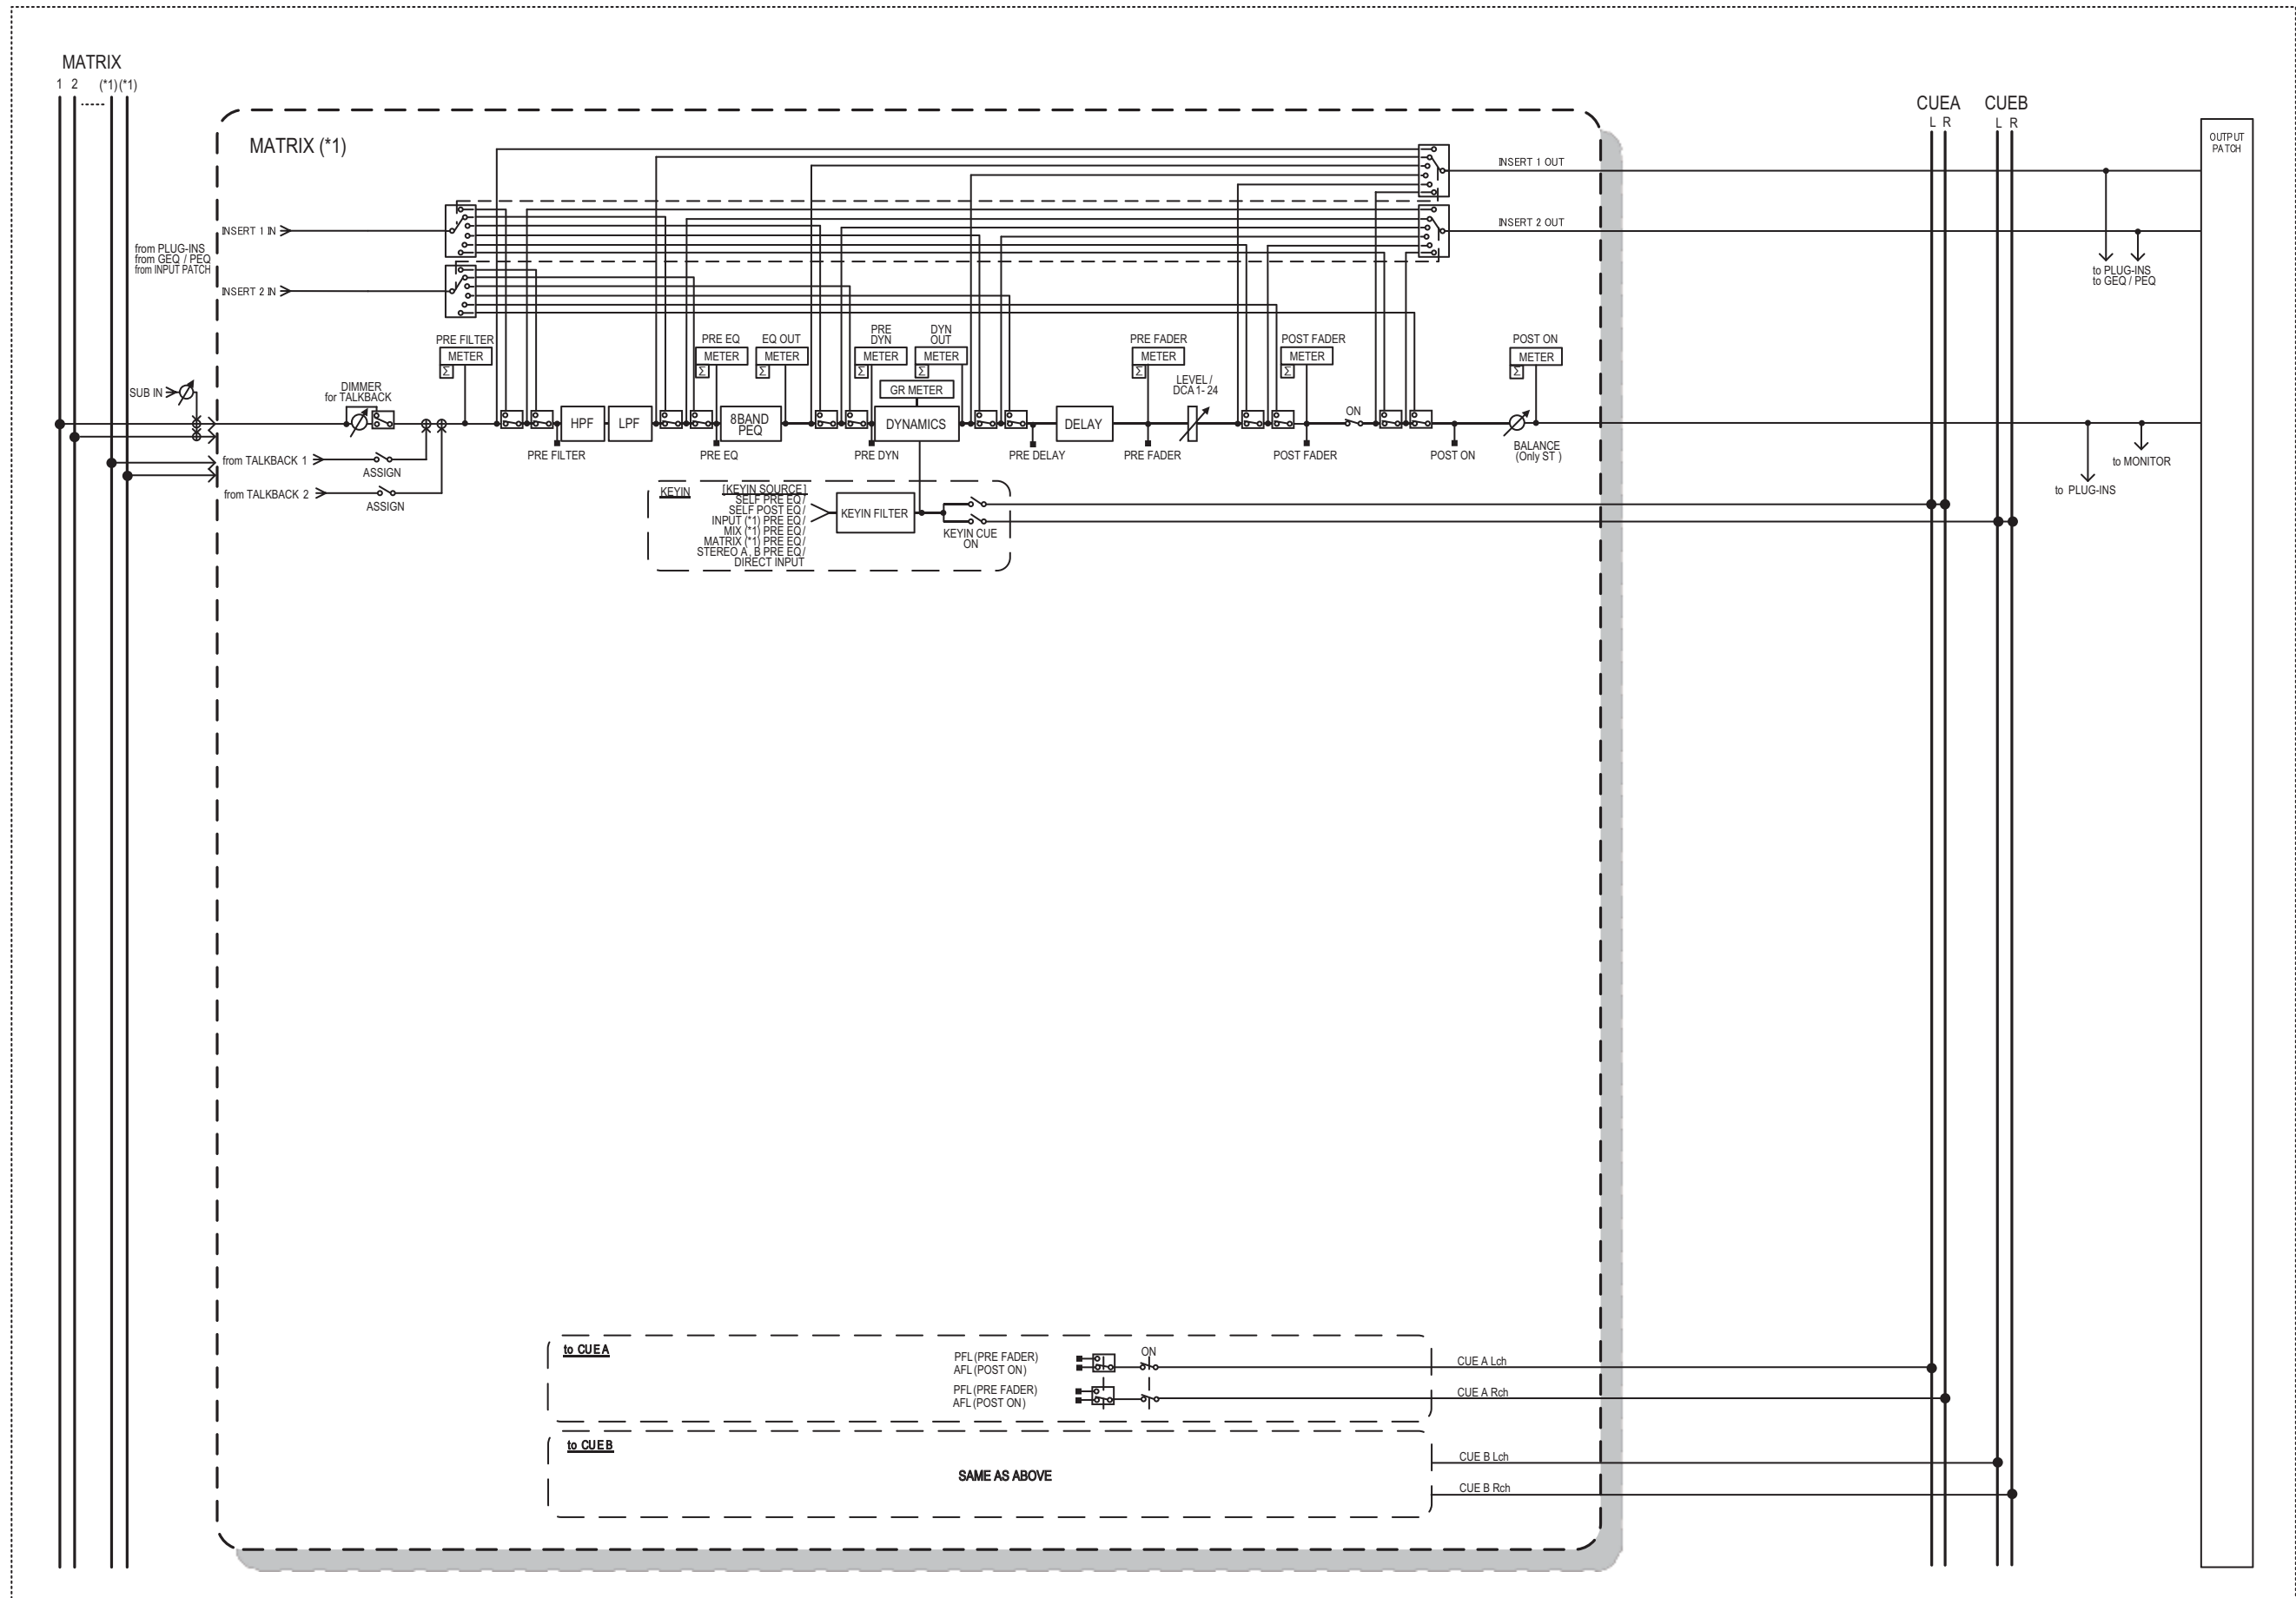 MATRIX
1 2 (*1) (*1)
CUEA CUEB
L R L R
OUTPUT
PATCH
MATRIX (*1)
INSERT 1 OUT
INSERT 2 OUT
INSERT 1 IN
from PLUG-INS
from GEQ / PEQ
from INPUT PATCH
INSERT 2 IN
to PLUG-INS
to GEQ / PEQ
PRE FILTER
METER
Σ
PRE EQ
METER
Σ
EQ OUT
METER
Σ
PRE
DYN
METER
Σ
DYN
OUT
METER
Σ
GR METER
PRE FADER
METER
Σ
POST FADER
METER
Σ
POST ON
METER
Σ
SUB IN
DIMMER
for TALKBACK
LEVEL /
DCA 1- 24
ON
HPF
LPF
8BAND
PEQ
DYNAMICS
DELAY
PRE FILTER
PRE EQ
PRE DYN
PRE DELAY
PRE FADER
POST FADER
POST ON
BALANCE
(Only ST )
to MONITOR
to PLUG-INS
from TALKBACK 1
ASSIGN
from TALKBACK 2
ASSIGN
KEYIN
[KEYIN SOURCE]
SELF PRE EQ /
SELF POST EQ /
INPUT (*1) PRE EQ /
MIX (*1) PRE EQ /
MATRIX (*1) PRE EQ /
STEREO A , B PRE EQ /
DIRECT INPUT
KEYIN FILTER
KEYIN CUE
ON
to CUE A
PFL (PRE FADER)
AFL (POST ON)
ON
PFL (PRE FADER)
AFL (POST ON)
CUE A Lch
CUE A Rch
to CUE B
SAME AS ABOVE
CUE B Lch
CUE B Rch